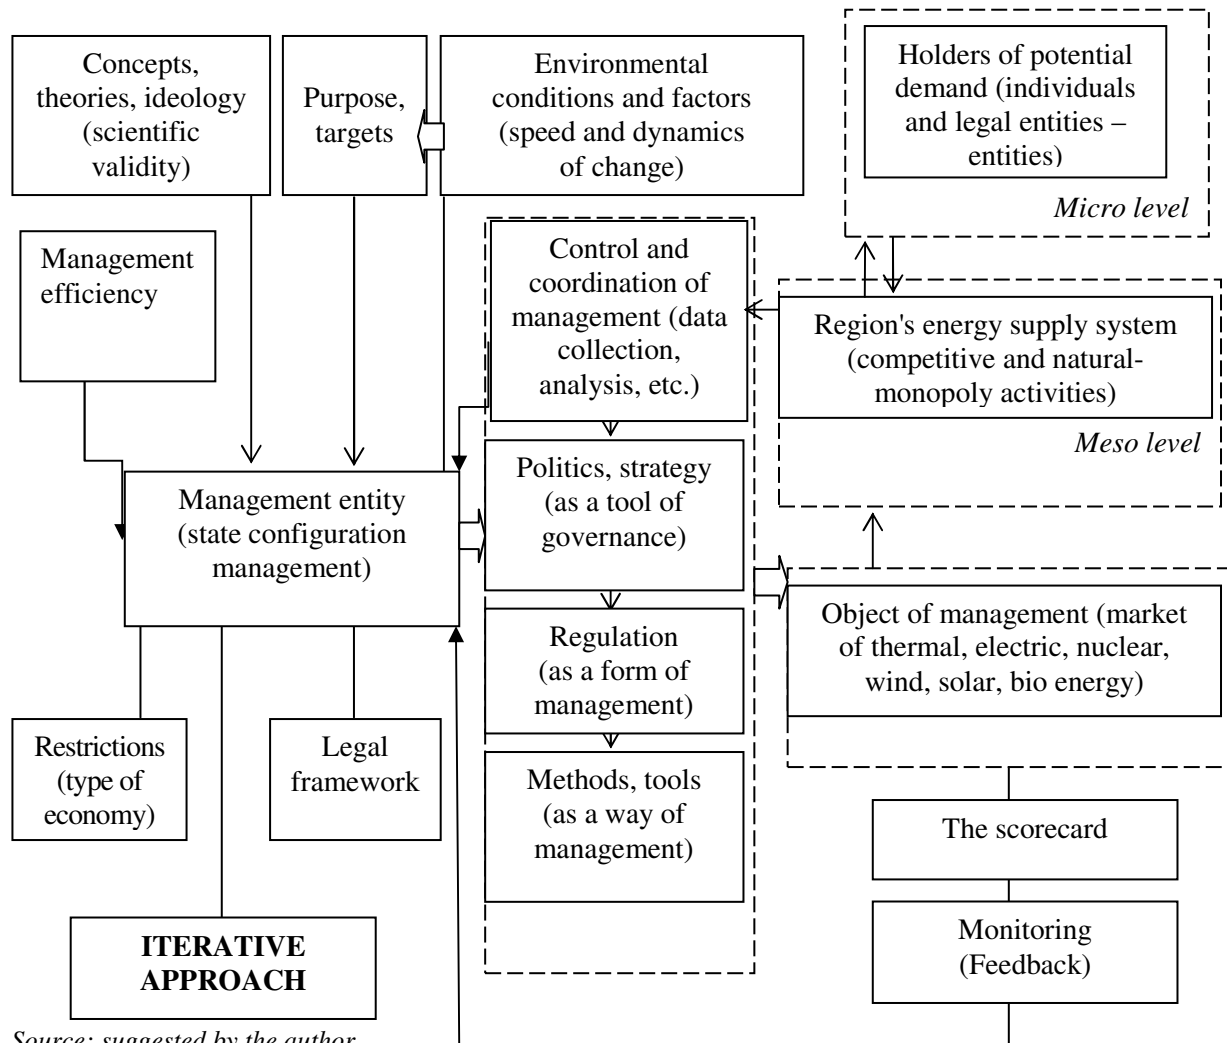 Concepts,
theories, ideology
(scientific
validity)
Purpose,
targets
Environmental
conditions and factors
(speed and dynamics
of change)
Holders of potential
demand (individuals
and legal entities –
entities)
Micro level
Management
efficiency
Control and
coordination of
management (data
collection,
analysis, etc.)
Region's energy supply system
(competitive and natural-
monopoly activities)
Meso level
Management entity
(state configuration
management)
Politics, strategy
(as a tool of
governance)
Regulation
(as a form of
management)
Methods, tools
(as a way of
management)
Object of management (market
of thermal, electric, nuclear,
wind, solar, bio energy)
Restrictions
(type of
economy)
Legal
framework
The scorecard
Monitoring
(Feedback)
ITERATIVE
APPROACH
Source: suggested by the author